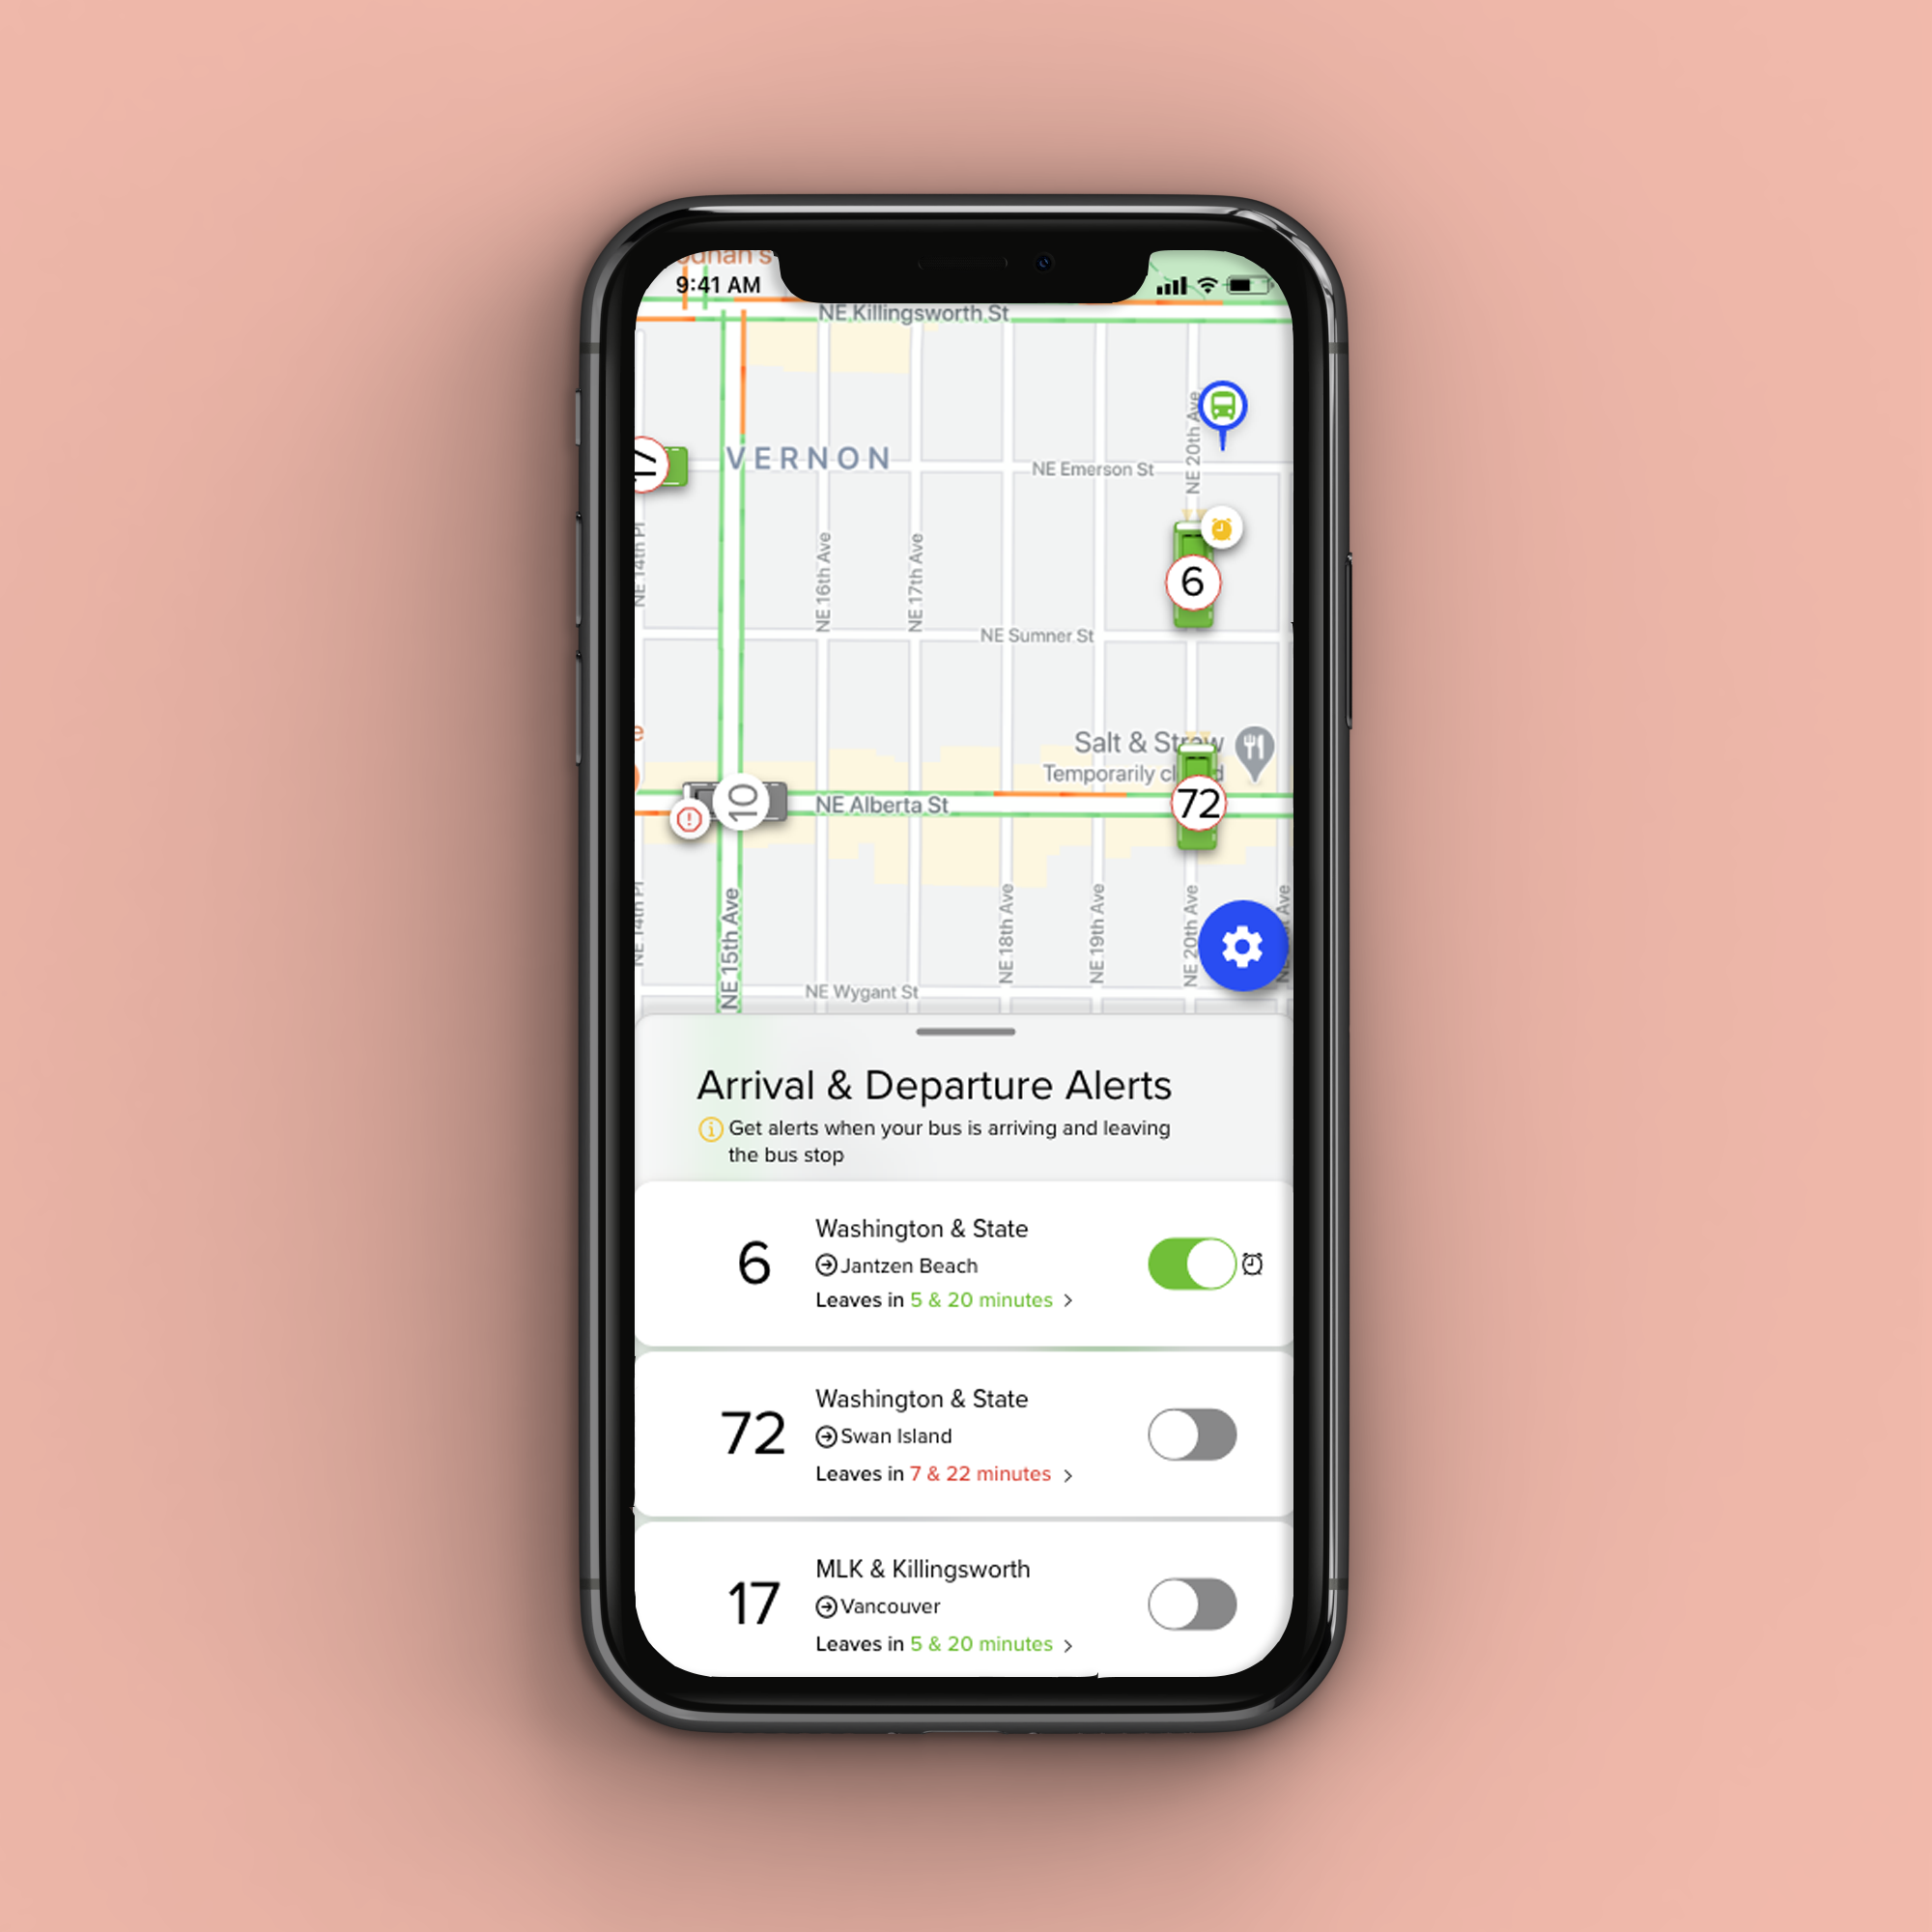 9:41 AM
NE Killingsworth St
NE 20th Ave
VERNON
NE Emerson St
NE 14th Pl
NE 16th Ave
NE 17th Ave
6
NE Sumner St
Salt & Straw
Temporarily
10
NE Alberta St
72
NE 15th Ave
NE 18th Ave
NE 19th Ave
NE 20th Ave
Ave
NE 14th Pl
NE Wygant St
Arrival & Departure Alerts
Get alerts when your bus is arriving and leaving
the bus stop
6
Washington & State
Jantzen Beach
Leaves in 5 & 20 minutes >
72
Washington & State
Swan Island
Leaves in 7 & 22 minutes >
17
MLK & Killingsworth
Vancouver
Leaves in 5 & 20 minutes >